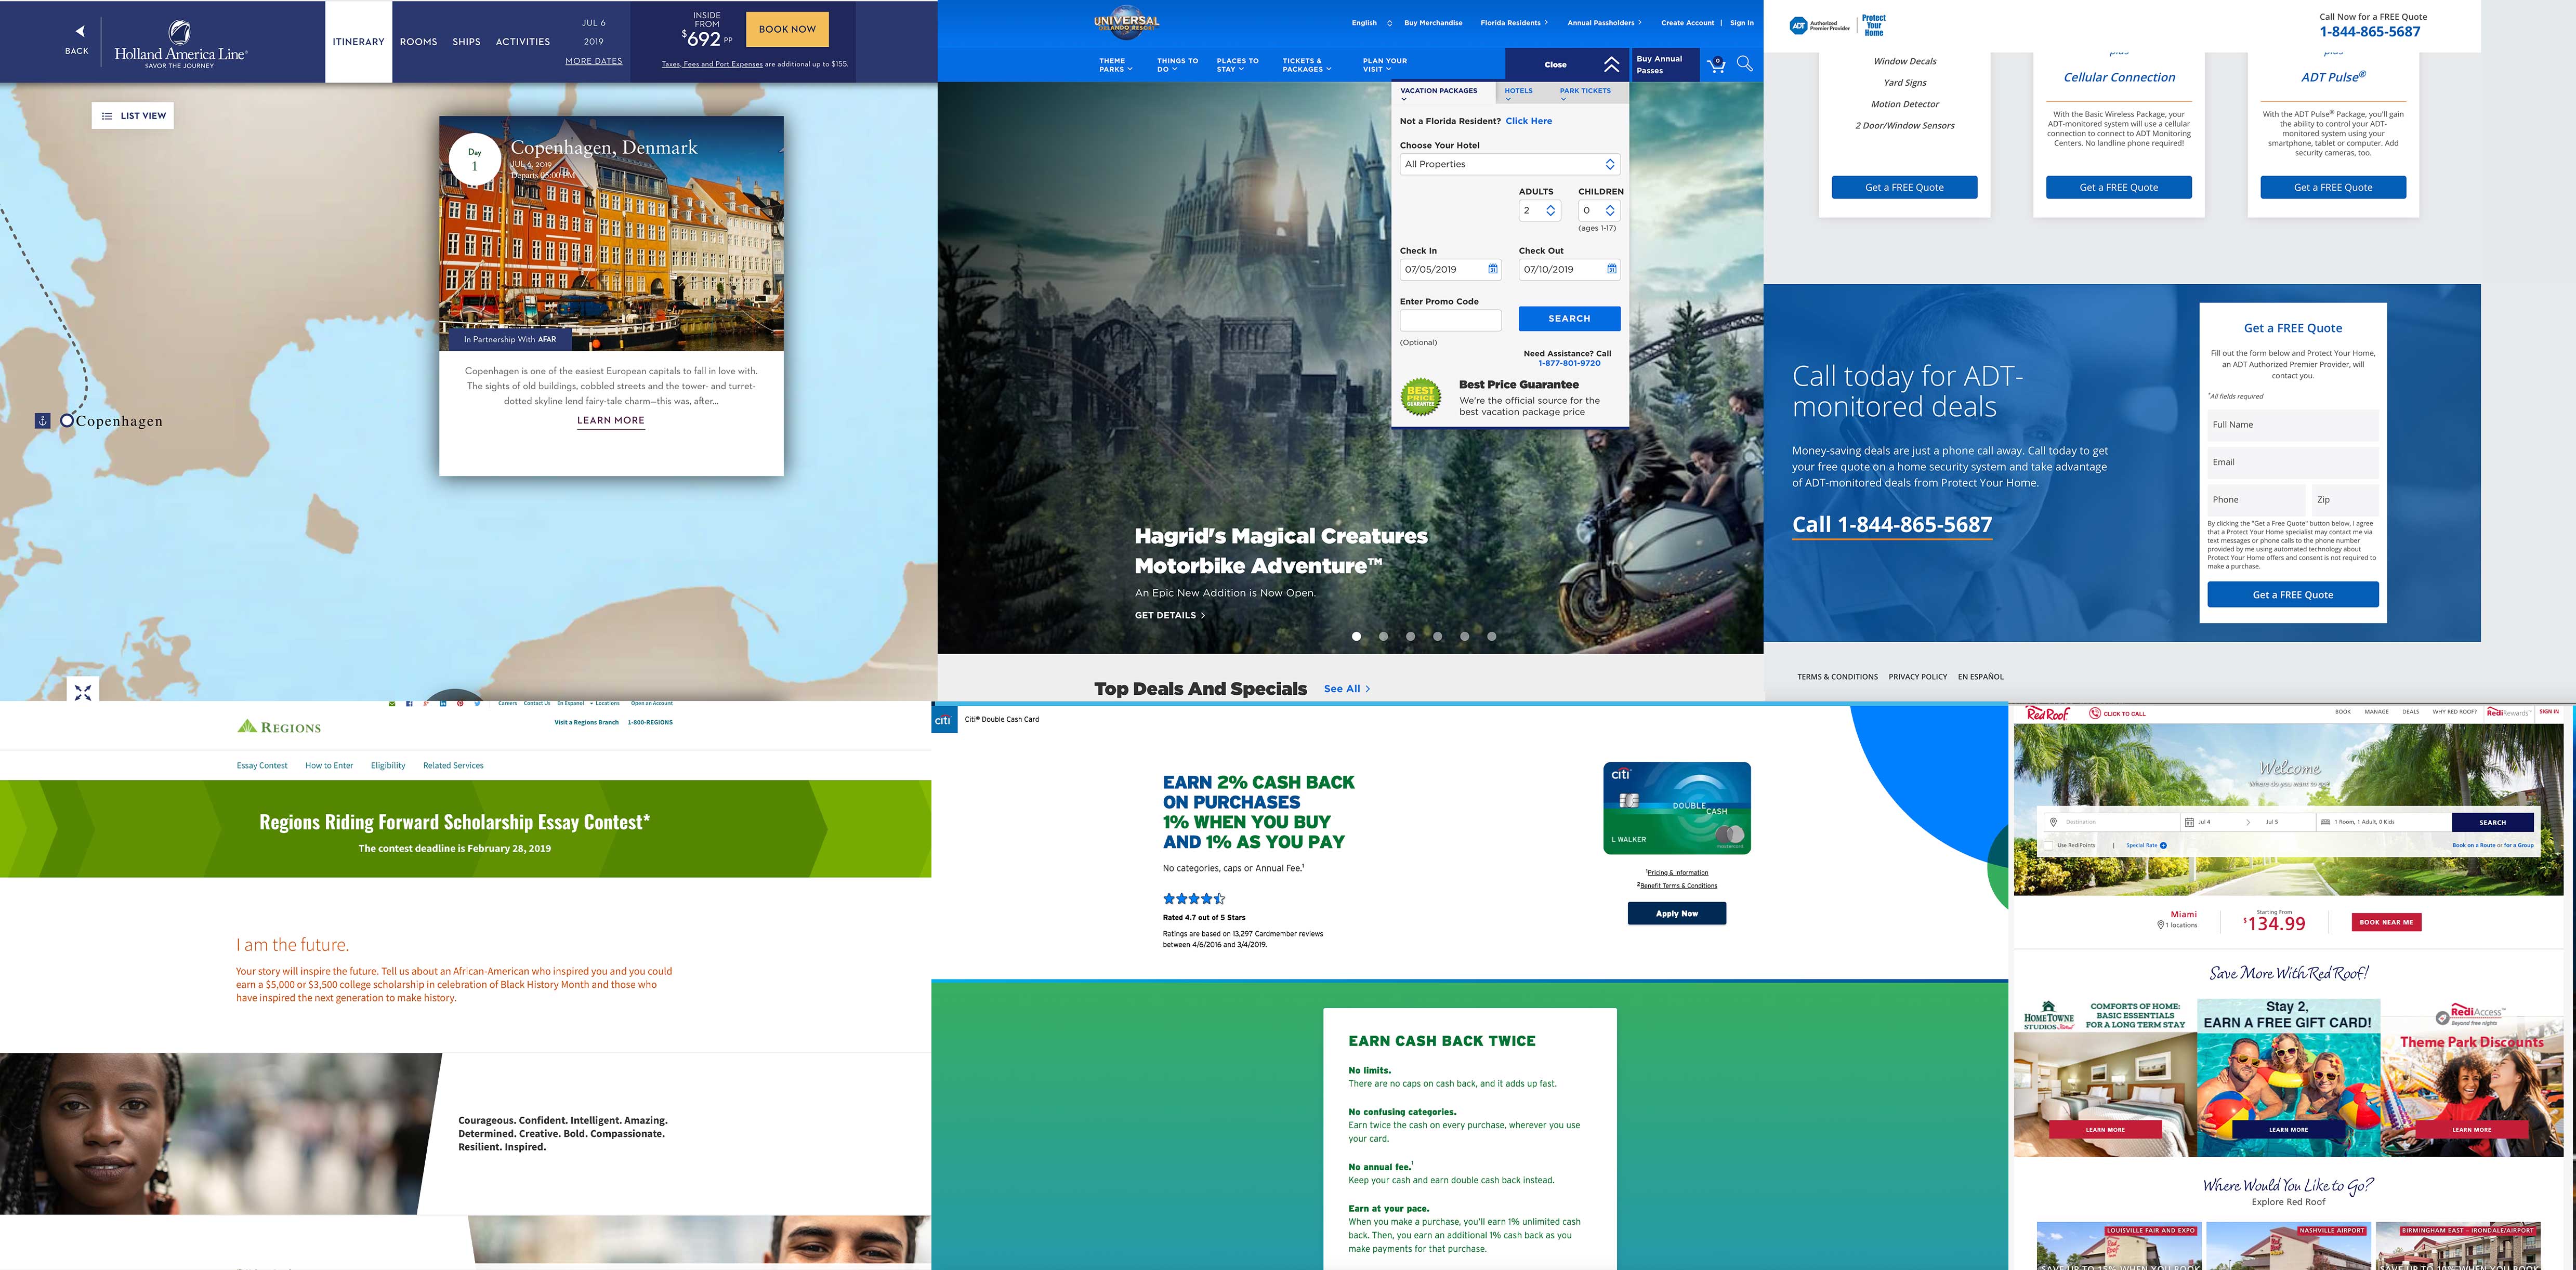 BACK
Holland America Line®
SAVOR THE JOURNEY
ITINERARY
ROOMS
SHIPS
ACTIVITIES
JUL 6
2019
MORE DATES
INSIDE
FROM
$692 PP
BOOK NOW
Taxes, Fees and Port Expenses are additional up to $155.
LIST VIEW
Day
1
Copenhagen, Denmark
JUL 6, 2019
Departs 05:00 PM
In Partnership With AFAR
Copenhagen is one of the easiest European capitals to fall in love with.
The sights of old buildings, cobbled streets and the tower- and turret-
dotted skyline lend fairy-tale charm—this was, after...
LEARN MORE
Copenhagen
UNIVERSAL
ORLANDO RESORT
English
Buy Merchandise
Florida Residents >
Annual Passholders >
Create Account | Sign In
THEME
PARKS
THINGS TO
DO
PLACES TO
STAY
TICKETS &
PACKAGES
PLAN YOUR
VISIT
Close
Buy Annual
Passes
0
VACATION PACKAGES
HOTELS
PARK TICKETS
Not a Florida Resident? Click Here
Choose Your Hotel
All Properties
ADULTS
CHILDREN
2
0
(ages 1-17)
Check In
Check Out
07/05/2019
07/10/2019
Enter Promo Code
SEARCH
(Optional)
Need Assistance? Call
1-877-801-9720
BEST
PRICE
GUARANTEE
Best Price Guarantee
We're the official source for the
best vacation package price
Hagrid's Magical Creatures
Motorbike Adventure™
An Epic New Addition is Now Open.
GET DETAILS >
Top Deals And Specials
See All >
ADT
Authorized
Premier Provider
Protect
Your
Home
Call Now for a FREE Quote
1-844-865-5687
Window Decals
Yard Signs
Motion Detector
2 Door/Window Sensors
Get a FREE Quote
plus
Cellular Connection
With the Basic Wireless Package, your
ADT-monitored system will use a cellular
connection to connect to ADT Monitoring
Centers. No landline phone required!
Get a FREE Quote
plus
ADT Pulse®
With the ADT Pulse® Package, you'll gain
the ability to control your ADT-
monitored system using your
smartphone, tablet or computer. Add
security cameras, too.
Get a FREE Quote
Call today for ADT-
monitored deals
Money-saving deals are just a phone call away. Call today to get
your free quote on a home security system and take advantage
of ADT-monitored deals from Protect Your Home.
Call 1-844-865-5687
Get a FREE Quote
Fill out the form below and Protect Your Home,
an ADT Authorized Premier Provider, will
contact you.
*All fields required
Full Name
Email
Phone
Zip
By clicking the "Get a Free Quote" button below, I agree
that a Protect Your Home specialist may contact me via
text messages or phone calls to the phone number
provided by me using automated technology about
Protect Your Home offers and consent is not required to
make a purchase.
Get a FREE Quote
TERMS & CONDITIONS
PRIVACY POLICY
EN ESPAÑOL
REGIONS
Careers
Contact Us
En Español
Locations
Open an Account
Visit a Regions Branch
1-800-REGIONS
Essay Contest
How to Enter
Eligibility
Related Services
Regions Riding Forward Scholarship Essay Contest*
The contest deadline is February 28, 2019
I am the future.
Your story will inspire the future. Tell us about an African-American who inspired you and you could
earn a $5,000 or $3,500 college scholarship in celebration of Black History Month and those who
have inspired the next generation to make history.
Courageous. Confident. Intelligent. Amazing.
Determined. Creative. Bold. Compassionate.
Resilient. Inspired.
citi
Citi® Double Cash Card
EARN 2% CASH BACK
ON PURCHASES
1% WHEN YOU BUY
AND 1% AS YOU PAY
No categories, caps or Annual Fee.¹
Rated 4.7 out of 5 Stars
Ratings are based on 13,297 Cardmember reviews
between 4/6/2016 and 3/4/2019.
citi
DOUBLE
CASH
L WALKER
mastercard
¹Pricing & Information
²Benefit Terms & Conditions
Apply Now
EARN CASH BACK TWICE
No limits.
There are no caps on cash back, and it adds up fast.
No confusing categories.
Earn twice the cash on every purchase, wherever you use
your card.
No annual fee.¹
Keep your cash and earn double cash back instead.
Earn at your pace.
When you make a purchase, you'll earn 1% unlimited cash
back. Then, you earn an additional 1% cash back as you
make payments for that purchase.
Red Roof
CLICK TO CALL
BOOK
MANAGE
DEALS
WHY RED ROOF?
RediRewards™
SIGN IN
Welcome
Where do you want to go?
Destination
Jul 4
>
Jul 5
1 Room, 1 Adult, 0 Kids
SEARCH
Use RediPoints
|
Special Rate
Book on a Route or for a Group
Miami
1 locations
Starting From
$134.99
BOOK NEAR ME
Save More With Red Roof!
HOMETOWNE
STUDIOS
COMFORTS OF HOME:
BASIC ESSENTIALS
FOR A LONG TERM STAY
LEARN MORE
Stay 2,
EARN A FREE GIFT CARD!
LEARN MORE
RediAccess™
Beyond free nights
Theme Park Discounts
LEARN MORE
Where Would You Like to Go?
Explore Red Roof
LOUISVILLE FAIR AND EXPO
NASHVILLE AIRPORT
BIRMINGHAM EAST – IRONDALE/AIRPORT